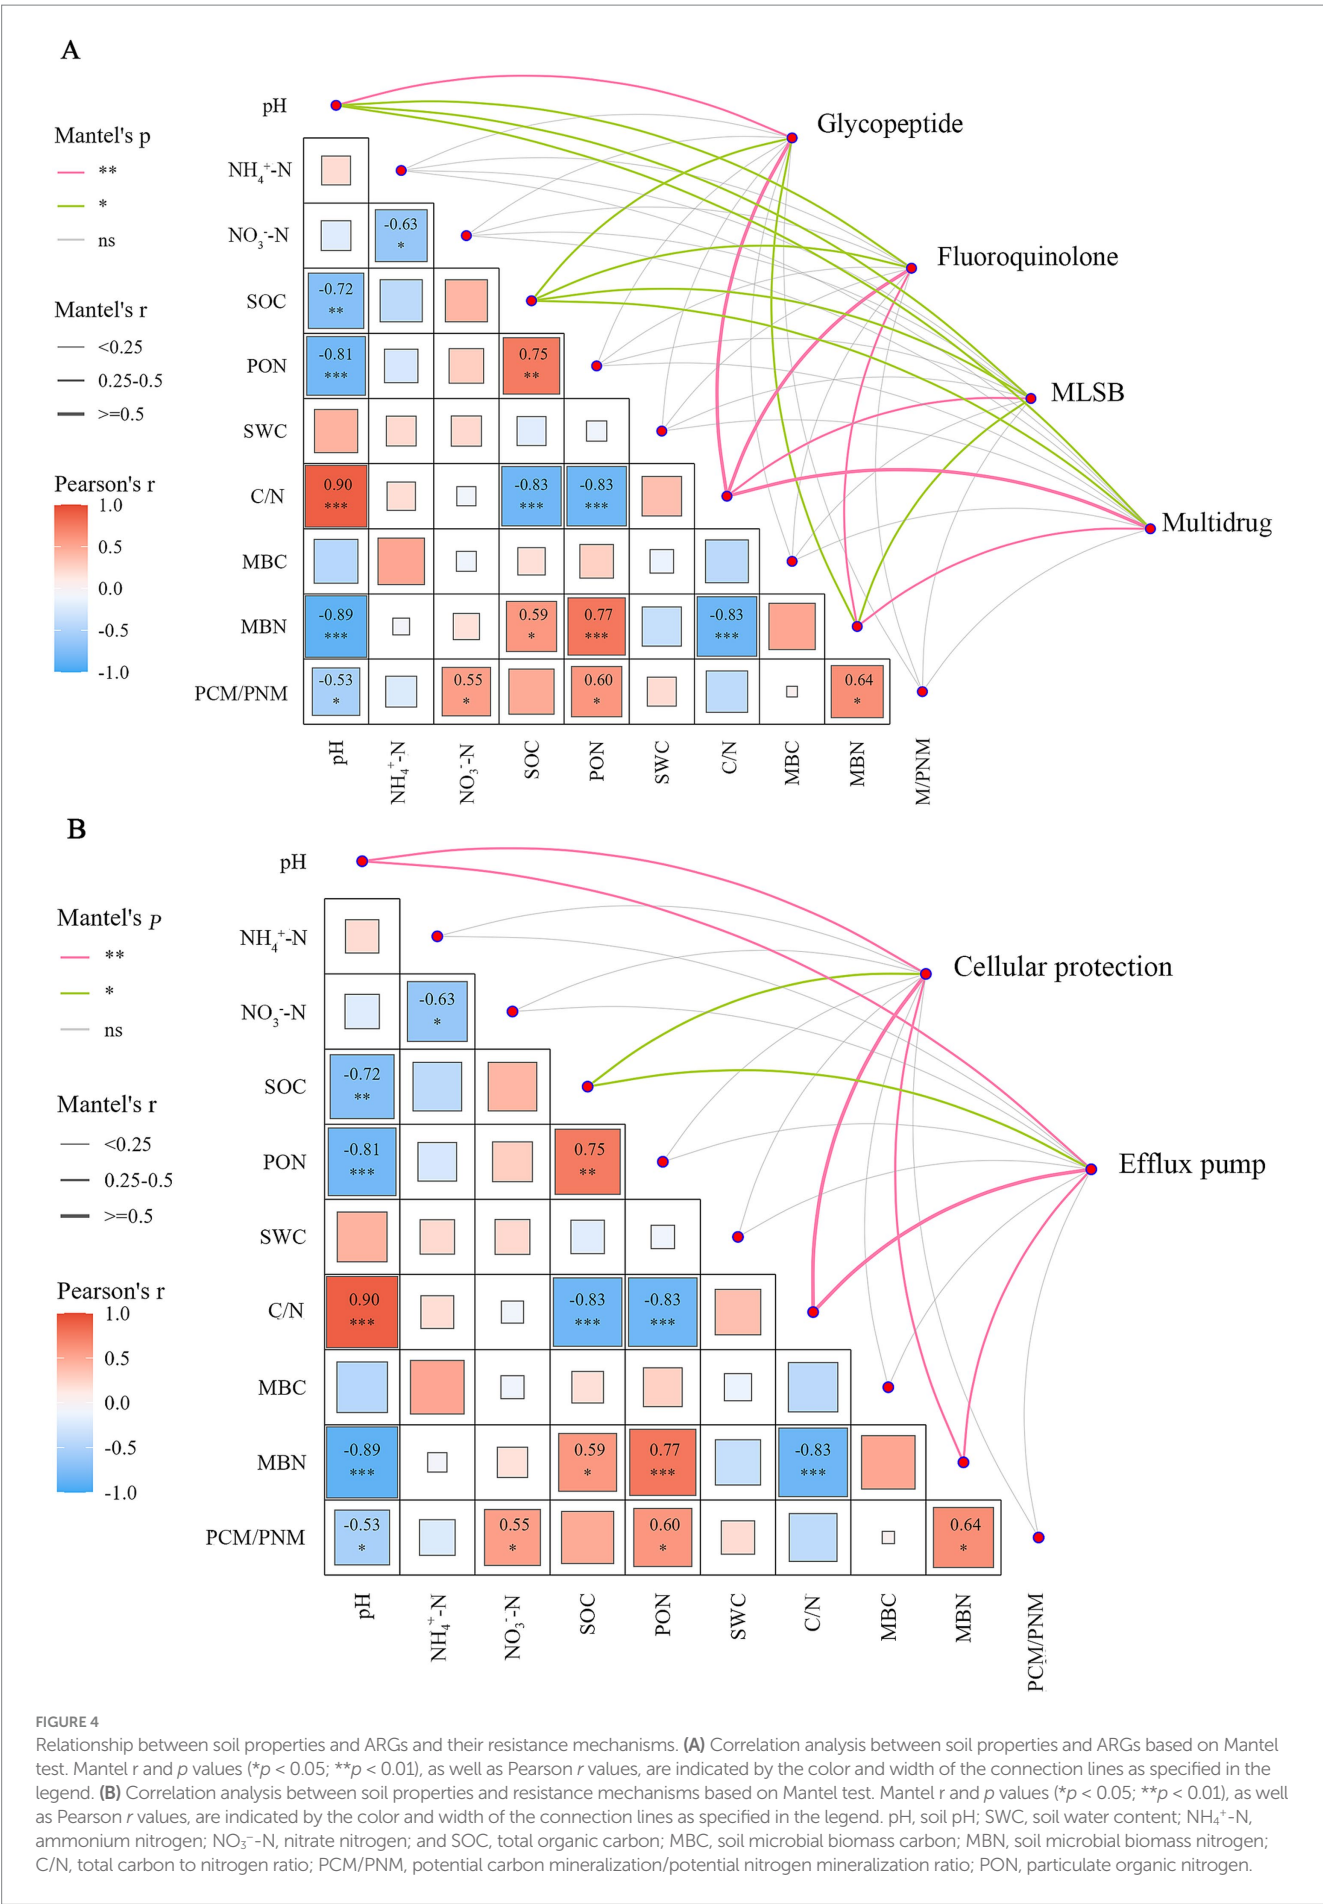 A
pH
Glycopeptide
Mantel's p
**
*
ns
NH₄⁺-N
NO₃⁻-N
-0.63
*
Fluoroquinolone
Mantel's r
<0.25
0.25-0.5
>=0.5
SOC
-0.72
**
PON
-0.81
***
0.75
**
MLSB
SWC
Pearson's r
1.0
0.5
0.0
-0.5
-1.0
C/N
0.90
***
-0.83
***
-0.83
***
Multidrug
MBC
MBN
-0.89
***
0.59
*
0.77
***
-0.83
***
PCM/PNM
-0.53
*
0.55
*
0.60
*
0.64
*
pH
NH₄⁺-N
NO₃⁻-N
SOC
PON
SWC
C/N
MBC
MBN
M/PNM
B
pH
Mantel's P
**
*
ns
NH₄⁺-N
Cellular protection
NO₃⁻-N
-0.63
*
Mantel's r
<0.25
0.25-0.5
>=0.5
SOC
-0.72
**
PON
-0.81
***
0.75
**
Efflux pump
SWC
Pearson's r
1.0
0.5
0.0
-0.5
-1.0
C/N
0.90
***
-0.83
***
-0.83
***
MBC
MBN
-0.89
***
0.59
*
0.77
***
-0.83
***
PCM/PNM
-0.53
*
0.55
*
0.60
*
0.64
*
pH
NH₄⁺-N
NO₃⁻-N
SOC
PON
SWC
C/N
MBC
MBN
PCM/PNM
FIGURE 4
Relationship between soil properties and ARGs and their resistance mechanisms. (A) Correlation analysis between soil properties and ARGs based on Mantel
test. Mantel r and p values (*p < 0.05; **p < 0.01), as well as Pearson r values, are indicated by the color and width of the connection lines as specified in the
legend. (B) Correlation analysis between soil properties and resistance mechanisms based on Mantel test. Mantel r and p values (*p < 0.05; **p < 0.01), as well
as Pearson r values, are indicated by the color and width of the connection lines as specified in the legend. pH, soil pH; SWC, soil water content; NH₄⁺-N,
ammonium nitrogen; NO₃⁻-N, nitrate nitrogen; and SOC, total organic carbon; MBC, soil microbial biomass carbon; MBN, soil microbial biomass nitrogen;
C/N, total carbon to nitrogen ratio; PCM/PNM, potential carbon mineralization/potential nitrogen mineralization ratio; PON, particulate organic nitrogen.